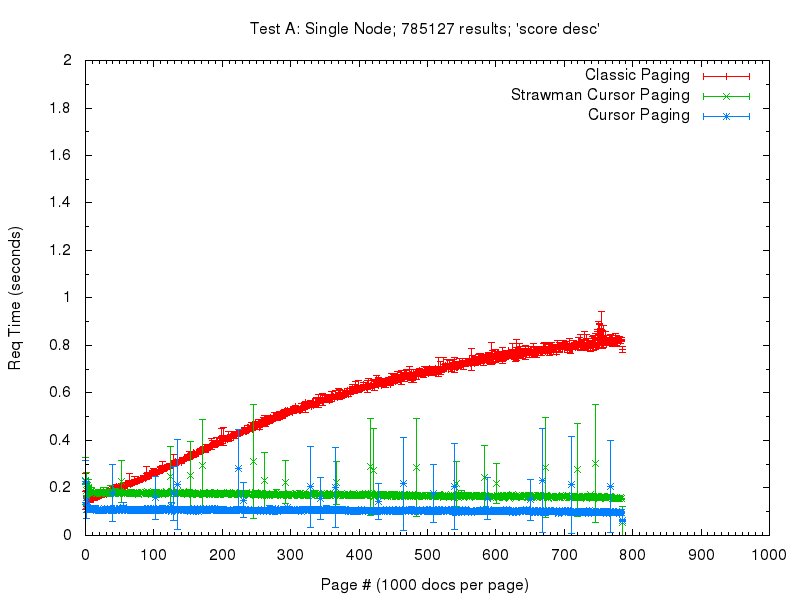 Test A: Single Node; 785127 results; 'score desc'
Classic Paging
Strawman Cursor Paging
Cursor Paging
2
1.8
1.6
1.4
1.2
1
0.8
0.6
0.4
0.2
0
Req Time (seconds)
0 100 200 300 400 500 600 700 800 900 1000
Page # (1000 docs per page)